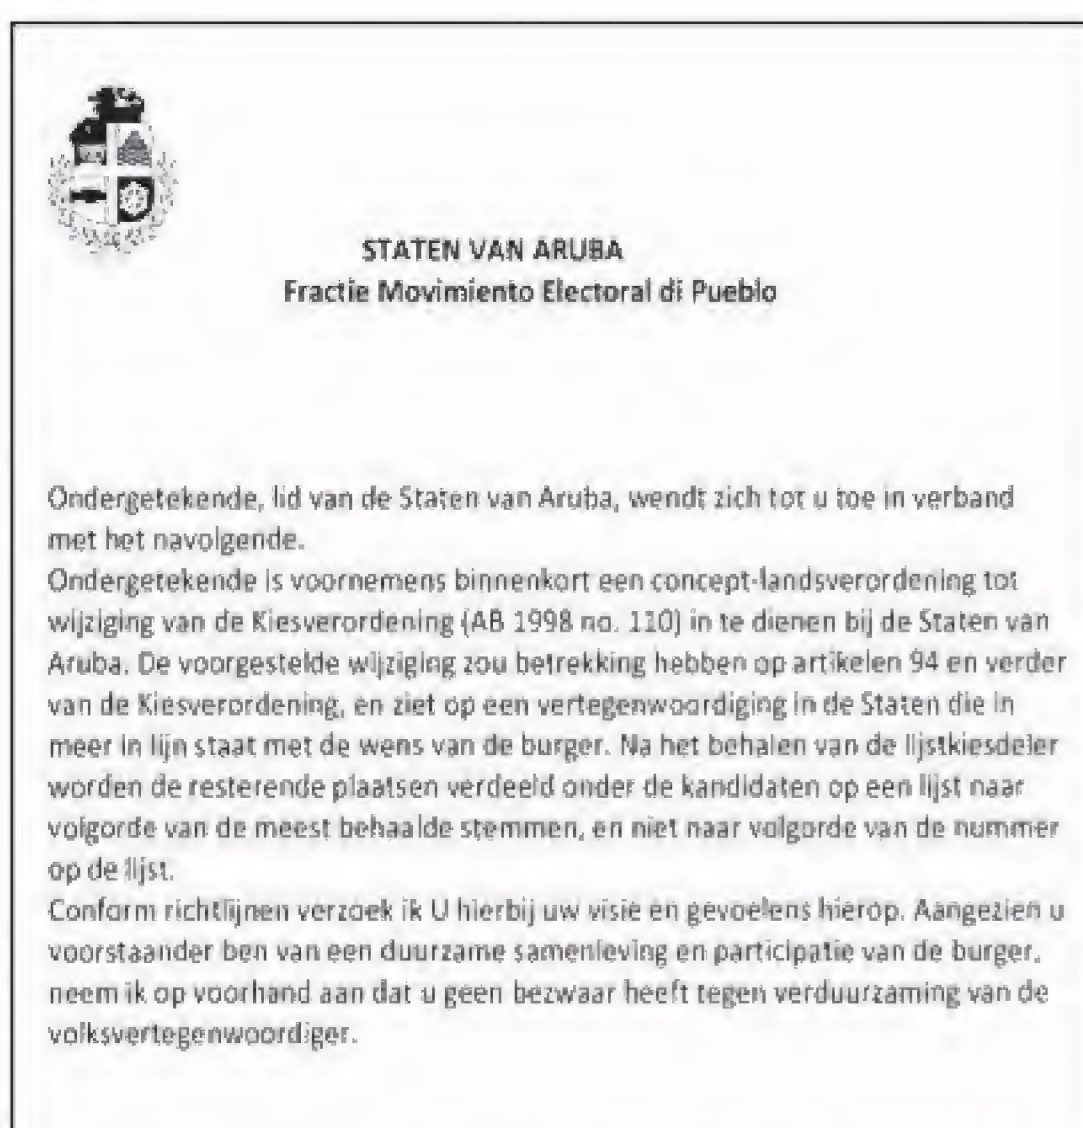 STATEN VAN ARUBA
Fractie Movimiento Electoral di Pueblo
Ondergetekende, lid van de Staten van Aruba, wendt zich tot u toe in verband
met het navolgende.
Ondergetekende is voornemens binnenkort een concept-landsverordening tot
wijziging van de Kiesverordening (AB 1998 no. 110) in te dienen bij de Staten van
Aruba. De voorgestelde wijziging zou betrekking hebben op artikelen 94 en verder
van de Kiesverordening, en ziet op een vertegenwoordiging in de Staten die in
meer in lijn staat met de wens van de burger. Na het behalen van de lijstkiesdeler
worden de resterende plaatsen verdeeld onder de kandidaten op een lijst naar
volgorde van de meest behaalde stemmen, en niet naar volgorde van de nummer
op de lijst.
Conform richtlijnen verzoek ik U hierbij uw visie en gevoelens hierop. Aangezien u
voorstaander ben van een duurzame samenleving en participatie van de burger,
neem ik op voorhand aan dat u geen bezwaar heeft tegen verduurzaming van de
volksvertegenwoordiger.